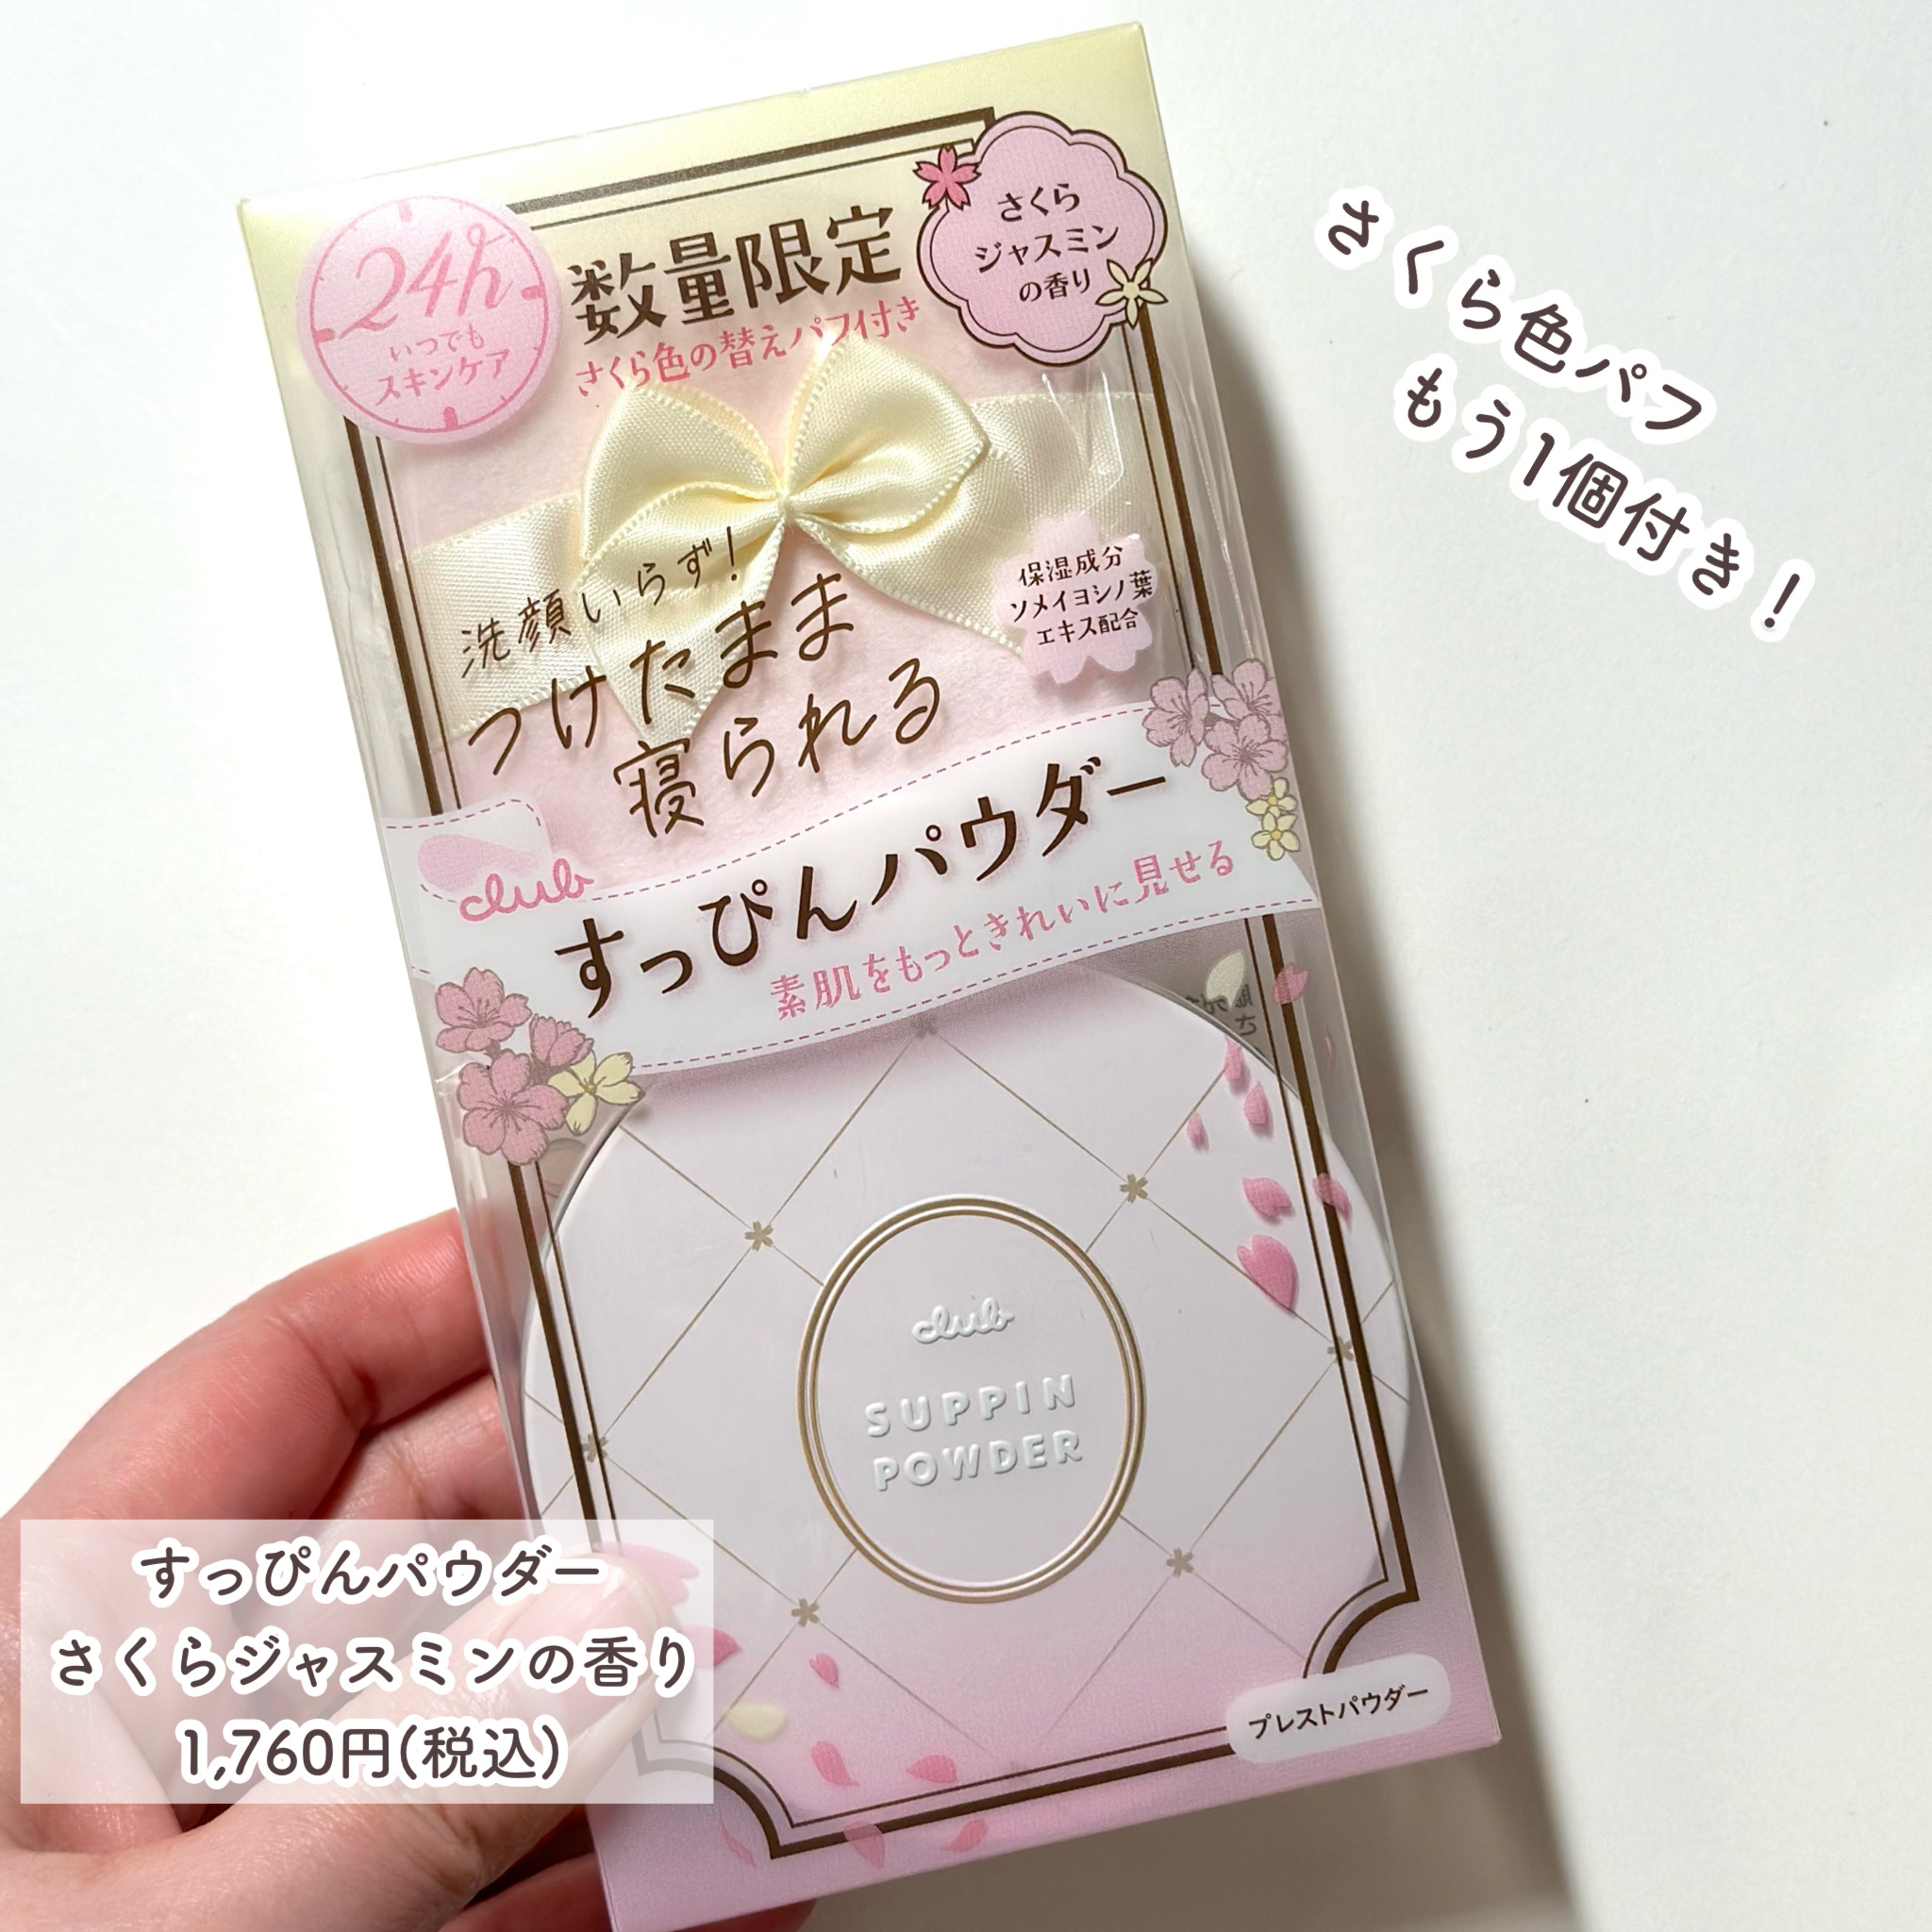 24h
いつでも
スキンケア
数量限定
さくら色の替えパフ付き
さくら
ジャスミン
の香り
さくら色パフ
もう1個付き！
洗顔いらず！
つけたまま
寝られる
保湿成分
ソメイヨシノ葉
エキス配合
club
すっぴんパウダー
素肌をもっときれいに見せる
club
SUPPIN
POWDER
プレストパウダー
すっぴんパウダー
さくらジャスミンの香り
1,760円(税込)